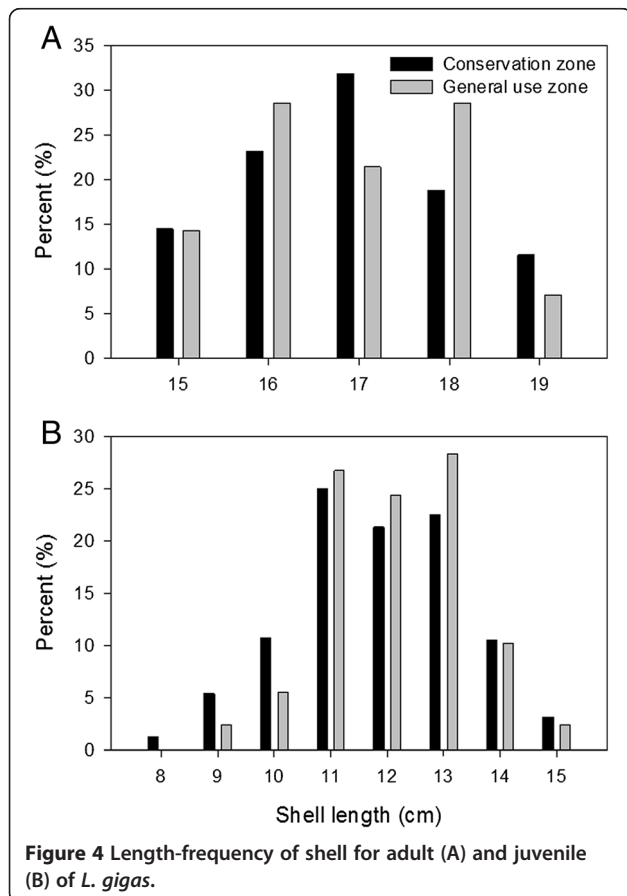 A
35
30
25
20
15
10
5
0
Percent (%)
Conservation zone
General use zone
15 16 17 18 19
B
30
25
20
15
10
5
0
Percent (%)
8 9 10 11 12 13 14 15
Shell length (cm)
Figure 4 Length-frequency of shell for adult (A) and juvenile
(B) of L. gigas.